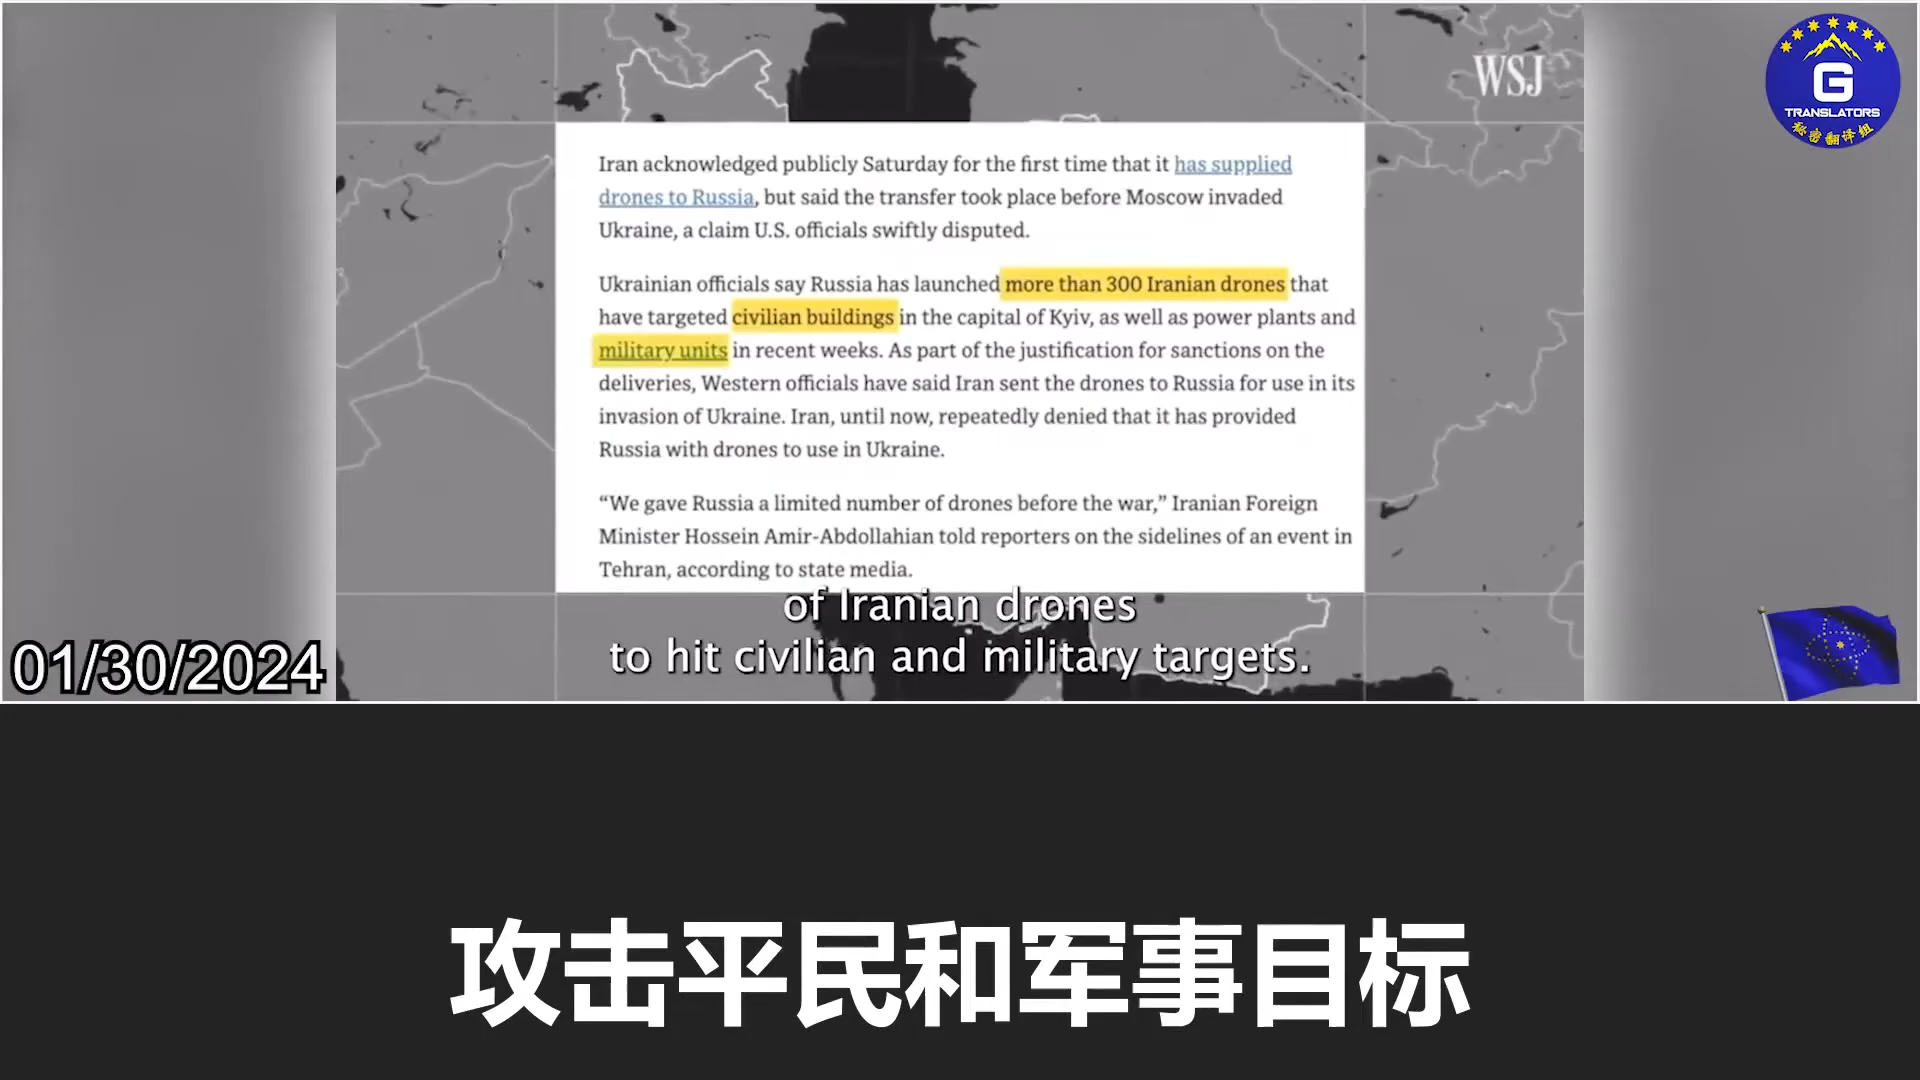 WSJ
G
TRANSLATORS
秘密翻译组
Iran acknowledged publicly Saturday for the first time that it has supplied
drones to Russia, but said the transfer took place before Moscow invaded
Ukraine, a claim U.S. officials swiftly disputed.
Ukrainian officials say Russia has launched more than 300 Iranian drones that
have targeted civilian buildings in the capital of Kyiv, as well as power plants and
military units in recent weeks. As part of the justification for sanctions on the
deliveries, Western officials have said Iran sent the drones to Russia for use in its
invasion of Ukraine. Iran, until now, repeatedly denied that it has provided
Russia with drones to use in Ukraine.
“We gave Russia a limited number of drones before the war,” Iranian Foreign
Minister Hossein Amir-Abdollahian told reporters on the sidelines of an event in
Tehran, according to state media.
of Iranian drones
to hit civilian and military targets.
01/30/2024
攻击平民和军事目标